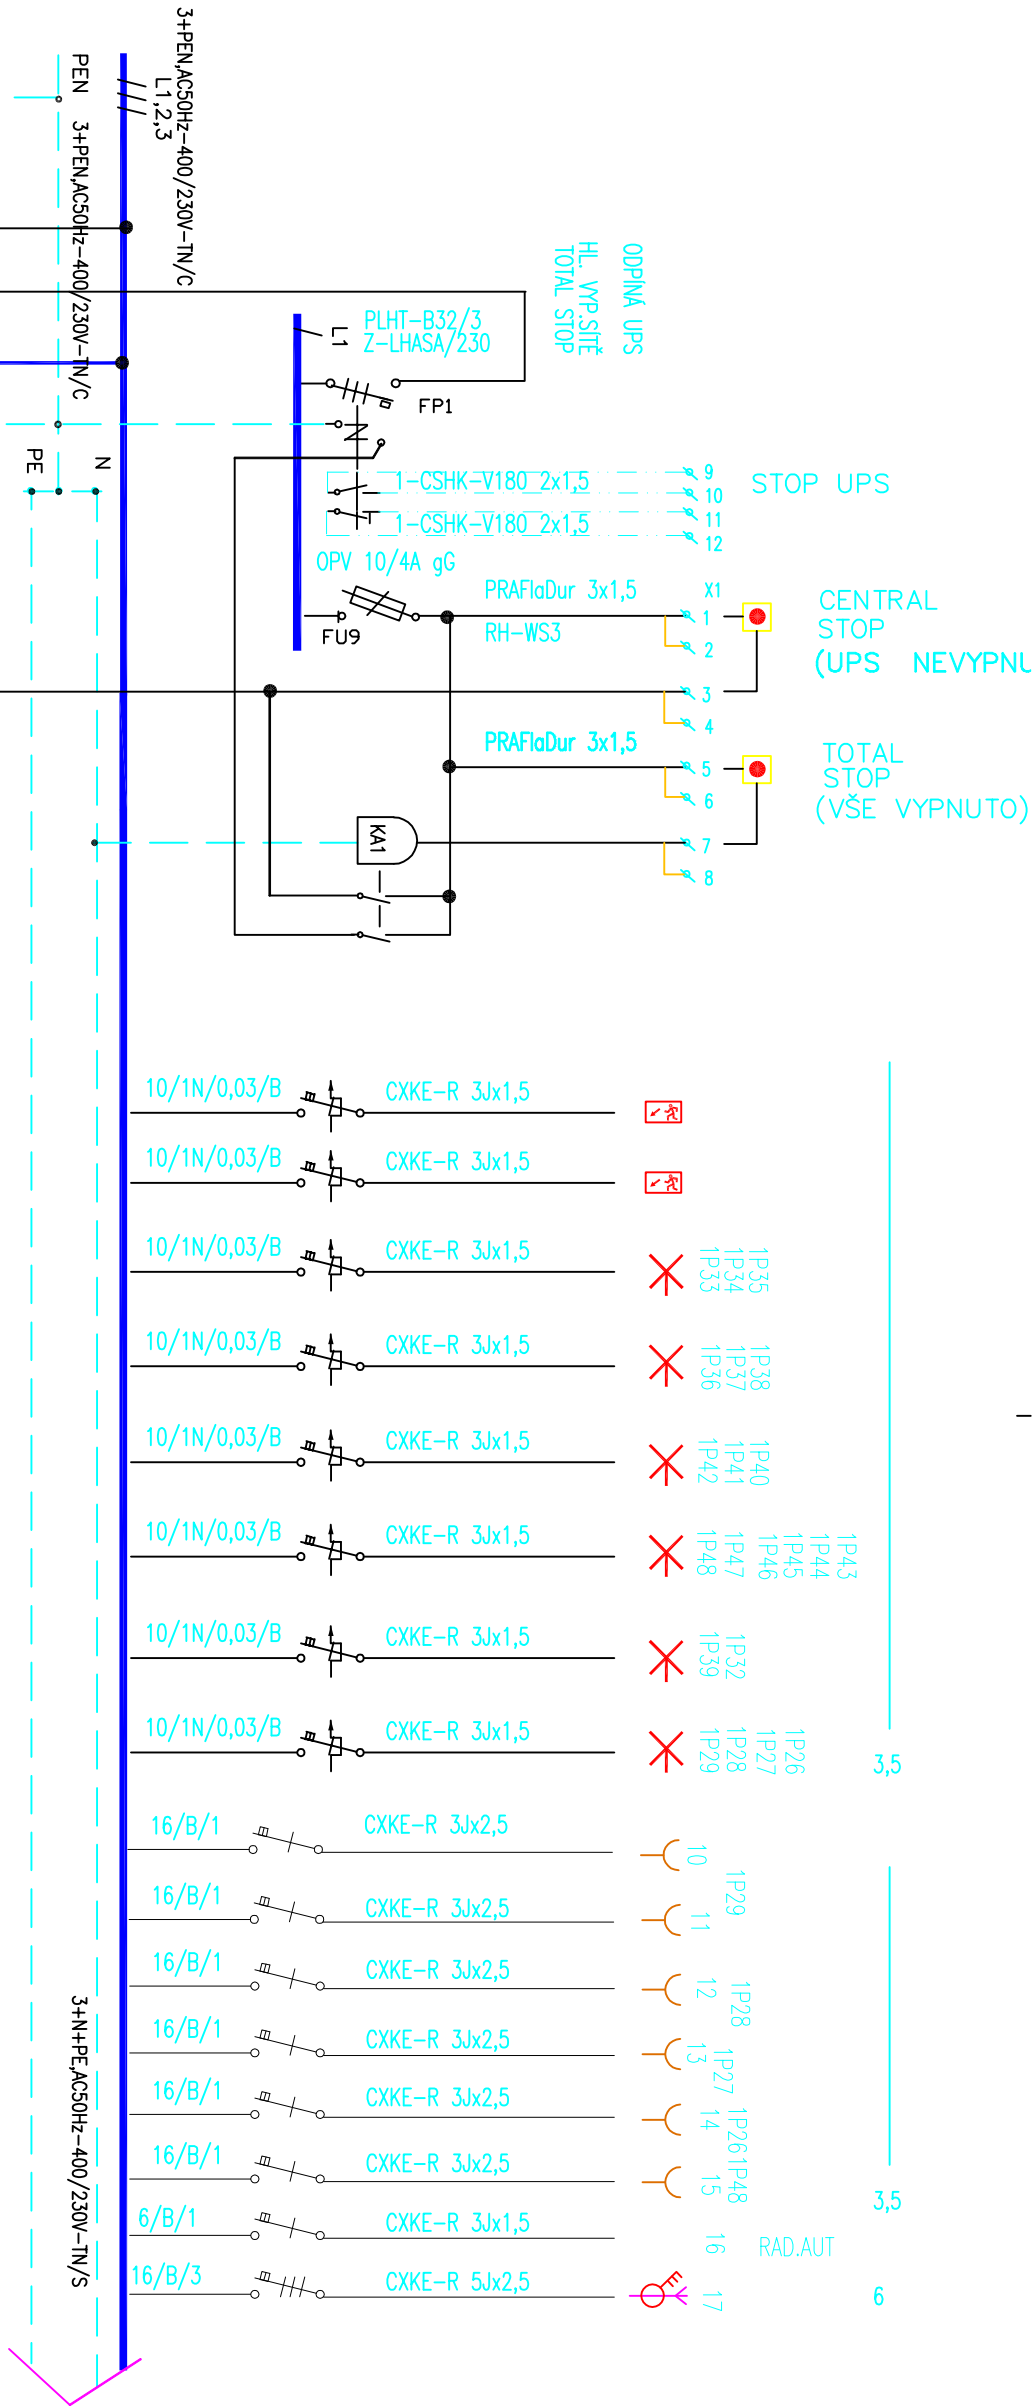 3+PEN,AC50Hz-400/230V-TN/C
L1,2,3
PEN
3+PEN,AC50Hz-400/230V-TN/C
ODPÍNÁ UPS
HL. VYP.SÍTĚ
TOTAL STOP
L1
PLHT-B32/3
Z-LHASA/230
FP1
N
PE
1-CSHK-V180 2x1,5
9
10
STOP UPS
1-CSHK-V180 2x1,5
11
12
OPV 10/4A gG
FU9
PRAFlaDur 3x1,5
RH-WS3
X1
1
2
3
4
CENTRAL
STOP
(UPS NEVYPNU
PRAFlaDur 3x1,5
5
6
7
8
TOTAL
STOP
(VŠE VYPNUTO)
KA1
10/1N/0,03/B CXKE-R 3Jx1,5
10/1N/0,03/B CXKE-R 3Jx1,5
10/1N/0,03/B CXKE-R 3Jx1,5
1P35
1P34
1P33
10/1N/0,03/B CXKE-R 3Jx1,5
1P38
1P37
1P36
10/1N/0,03/B CXKE-R 3Jx1,5
1P40
1P41
1P42
10/1N/0,03/B CXKE-R 3Jx1,5
1P43
1P44
1P45
1P46
1P47
1P48
10/1N/0,03/B CXKE-R 3Jx1,5
1P32
1P39
10/1N/0,03/B CXKE-R 3Jx1,5
1P26
1P27
1P28
1P29
3,5
16/B/1 CXKE-R 3Jx2,5 10
1P29
16/B/1 CXKE-R 3Jx2,5 11
16/B/1 CXKE-R 3Jx2,5 12
1P28
16/B/1 CXKE-R 3Jx2,5 13
1P27
16/B/1 CXKE-R 3Jx2,5 14
1P26
16/B/1 CXKE-R 3Jx2,5 15
1P48
3,5
6/B/1 CXKE-R 3Jx1,5 16
RAD.AUT
16/B/3 CXKE-R 5Jx2,5 17
6
3+N+PE,AC50Hz-400/230V-TN/S